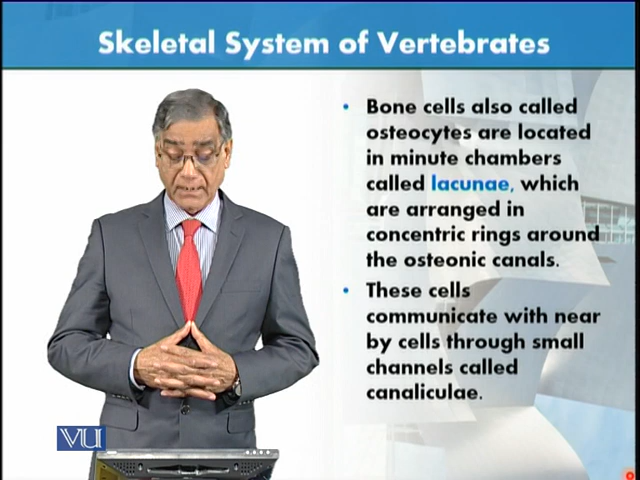 Skeletal System of Vertebrates
• Bone cells also called
osteocytes are located
in minute chambers
called lacunae, which
are arranged in
concentric rings around
the osteonic canals.
• These cells
communicate with near
by cells through small
channels called
canaliculae.
VU